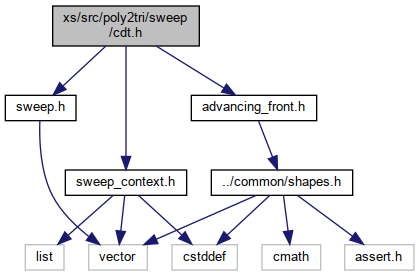 xs/src/poly2tri/sweep
/cdt.h
sweep.h
advancing_front.h
sweep_context.h
../common/shapes.h
list
vector
cstddef
cmath
assert.h